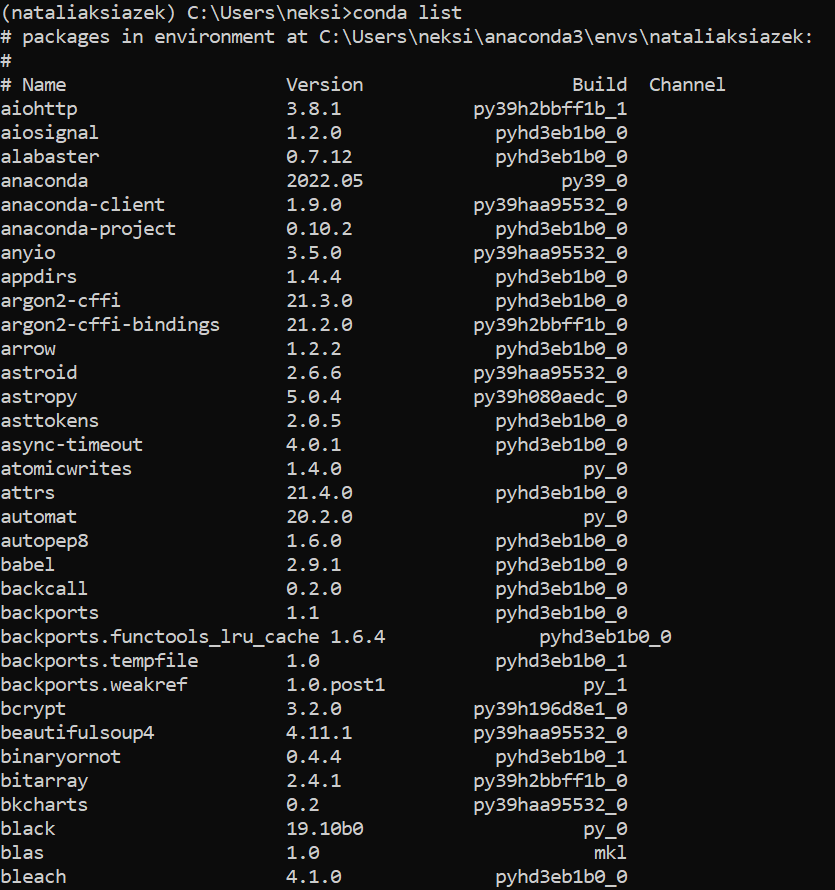 (nataliaksiazek) C:\Users\neksi>conda list
# packages in environment at C:\Users\neksi\anaconda3\envs\nataliaksiazek:
#
# Name                    Version                   Build  Channel
aiohttp                   3.8.1            py39h2bbff1b_1
aiosignal                 1.2.0              pyhd3eb1b0_0
alabaster                 0.7.12             pyhd3eb1b0_0
anaconda                  2022.05                  py39_0
anaconda-client           1.9.0            py39haa95532_0
anaconda-project          0.10.2             pyhd3eb1b0_0
anyio                     3.5.0            py39haa95532_0
appdirs                   1.4.4              pyhd3eb1b0_0
argon2-cffi               21.3.0             pyhd3eb1b0_0
argon2-cffi-bindings      21.2.0           py39h2bbff1b_0
arrow                     1.2.2              pyhd3eb1b0_0
astroid                   2.6.6            py39haa95532_0
astropy                   5.0.4            py39h080aedc_0
asttokens                 2.0.5              pyhd3eb1b0_0
async-timeout             4.0.1              pyhd3eb1b0_0
atomicwrites              1.4.0                      py_0
attrs                     21.4.0             pyhd3eb1b0_0
automat                   20.2.0                     py_0
autopep8                  1.6.0              pyhd3eb1b0_0
babel                     2.9.1              pyhd3eb1b0_0
backcall                  0.2.0              pyhd3eb1b0_0
backports                 1.1                pyhd3eb1b0_0
backports.functools_lru_cache 1.6.4              pyhd3eb1b0_0
backports.tempfile        1.0                pyhd3eb1b0_1
backports.weakref         1.0.post1                  py_1
bcrypt                    3.2.0            py39h196d8e1_0
beautifulsoup4            4.11.1           py39haa95532_0
binaryornot               0.4.4              pyhd3eb1b0_1
bitarray                  2.4.1            py39h2bbff1b_0
bkcharts                  0.2              py39haa95532_0
black                     19.10b0                    py_0
blas                      1.0                         mkl
bleach                    4.1.0              pyhd3eb1b0_0